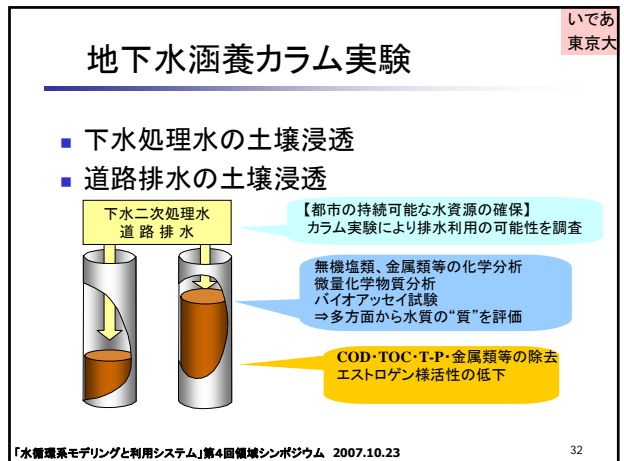 いであ
東京大
地下水涵養カラム実験
下水処理水の土壌浸透
道路排水の土壌浸透
下水二次処理水
道 路 排 水
【都市の持続可能な水資源の確保】
カラム実験により排水利用の可能性を調査
無機塩類、金属類等の化学分析
微量化学物質分析
バイオアッセイ試験
⇒多方面から水質の“質”を評価
COD・TOC・T-P・金属類等の除去
エストロゲン様活性の低下
「水循環系モデリングと利用システム」第4回領域シンポジウム 2007.10.23
32